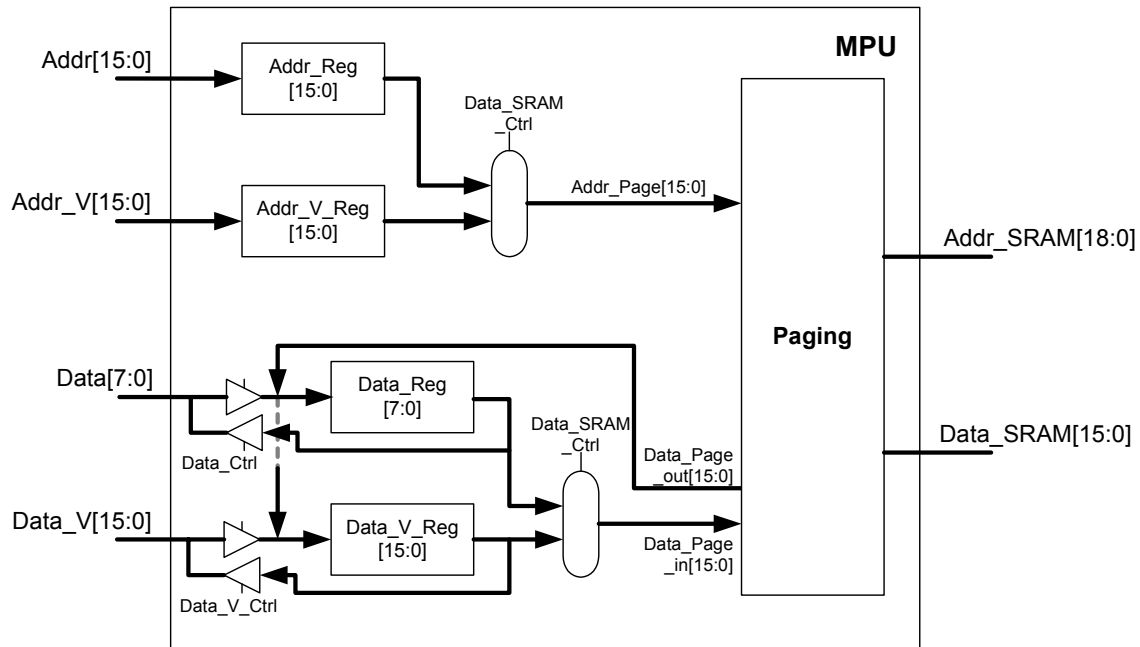 MPU
Addr[15:0]
Addr_Reg
[15:0]
Data_SRAM
_Ctrl
Addr_V[15:0]
Addr_V_Reg
[15:0]
Addr_Page[15:0]
Addr_SRAM[18:0]
Paging
Data[7:0]
Data_Reg
[7:0]
Data_Ctrl
Data_SRAM
_Ctrl
Data_Page
_out[15:0]
Data_SRAM[15:0]
Data_V[15:0]
Data_V_Reg
[15:0]
Data_Page
_in[15:0]
Data_V_Ctrl